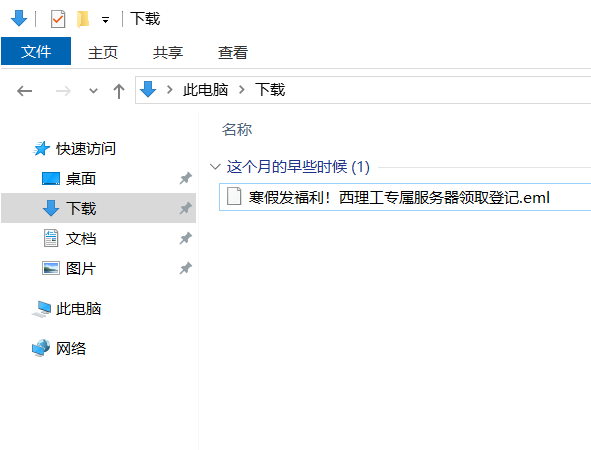 下载
文件 主页 共享 查看
此电脑 下载
名称
快速访问
这个月的早些时候 (1)
桌面
寒假发福利！西理工专属服务器领取登记.eml
下载
文档
图片
此电脑
网络